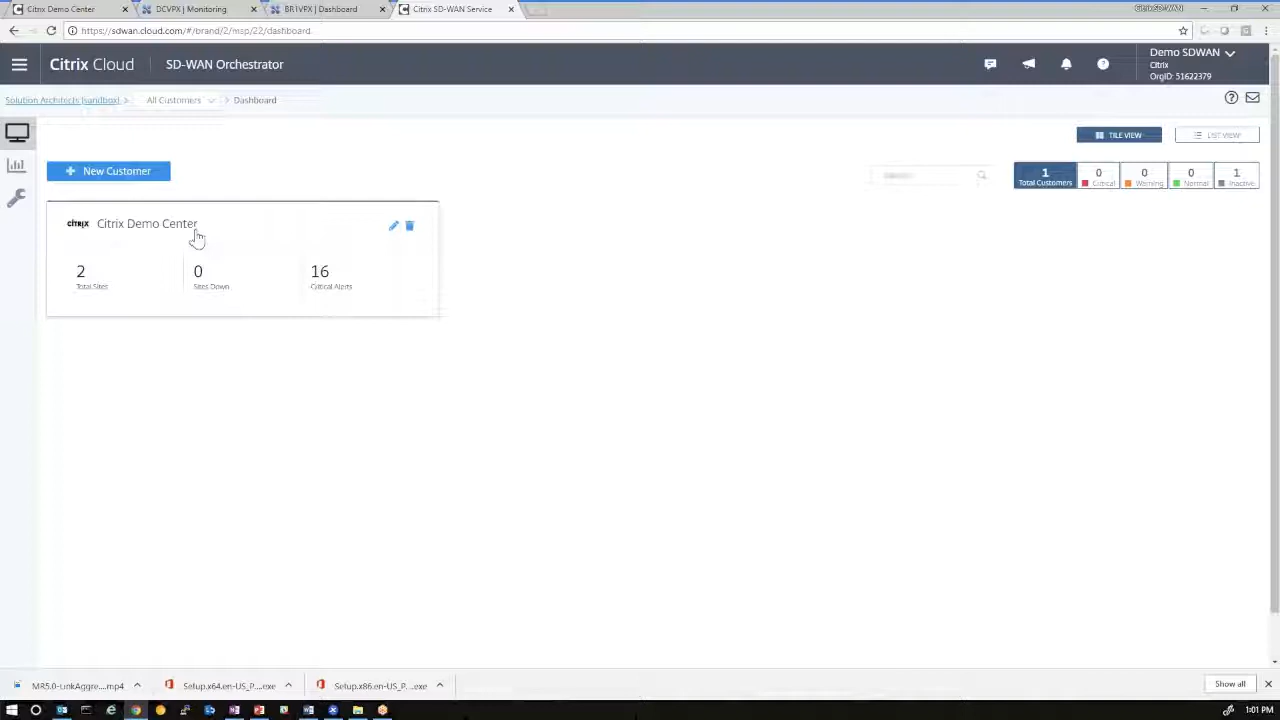 Citrix Demo Center
DCVPX | Monitoring
BR1VPX | Dashboard
Citrix SD-WAN Service
CitrixSD-WAN
https://sdwan.cloud.com/#/brand/2/msp/22/dashboard
Citrix Cloud
SD-WAN Orchestrator
Demo SDWAN
Citrix
OrgID: 51622379
Solution Architects (sandbox) > All Customers > Dashboard
TILE VIEW
LIST VIEW
+ New Customer
1 Total Customers
0 Critical
0 Warning
0 Normal
1 Inactive
citrix Citrix Demo Center
2
Total Sites
0
Sites Down
16
Critical Alerts
MR5.0-LinkAggre....mp4
Setup.x64.en-US_P....exe
Setup.x86.en-US_P....exe
Show all
1:01 PM